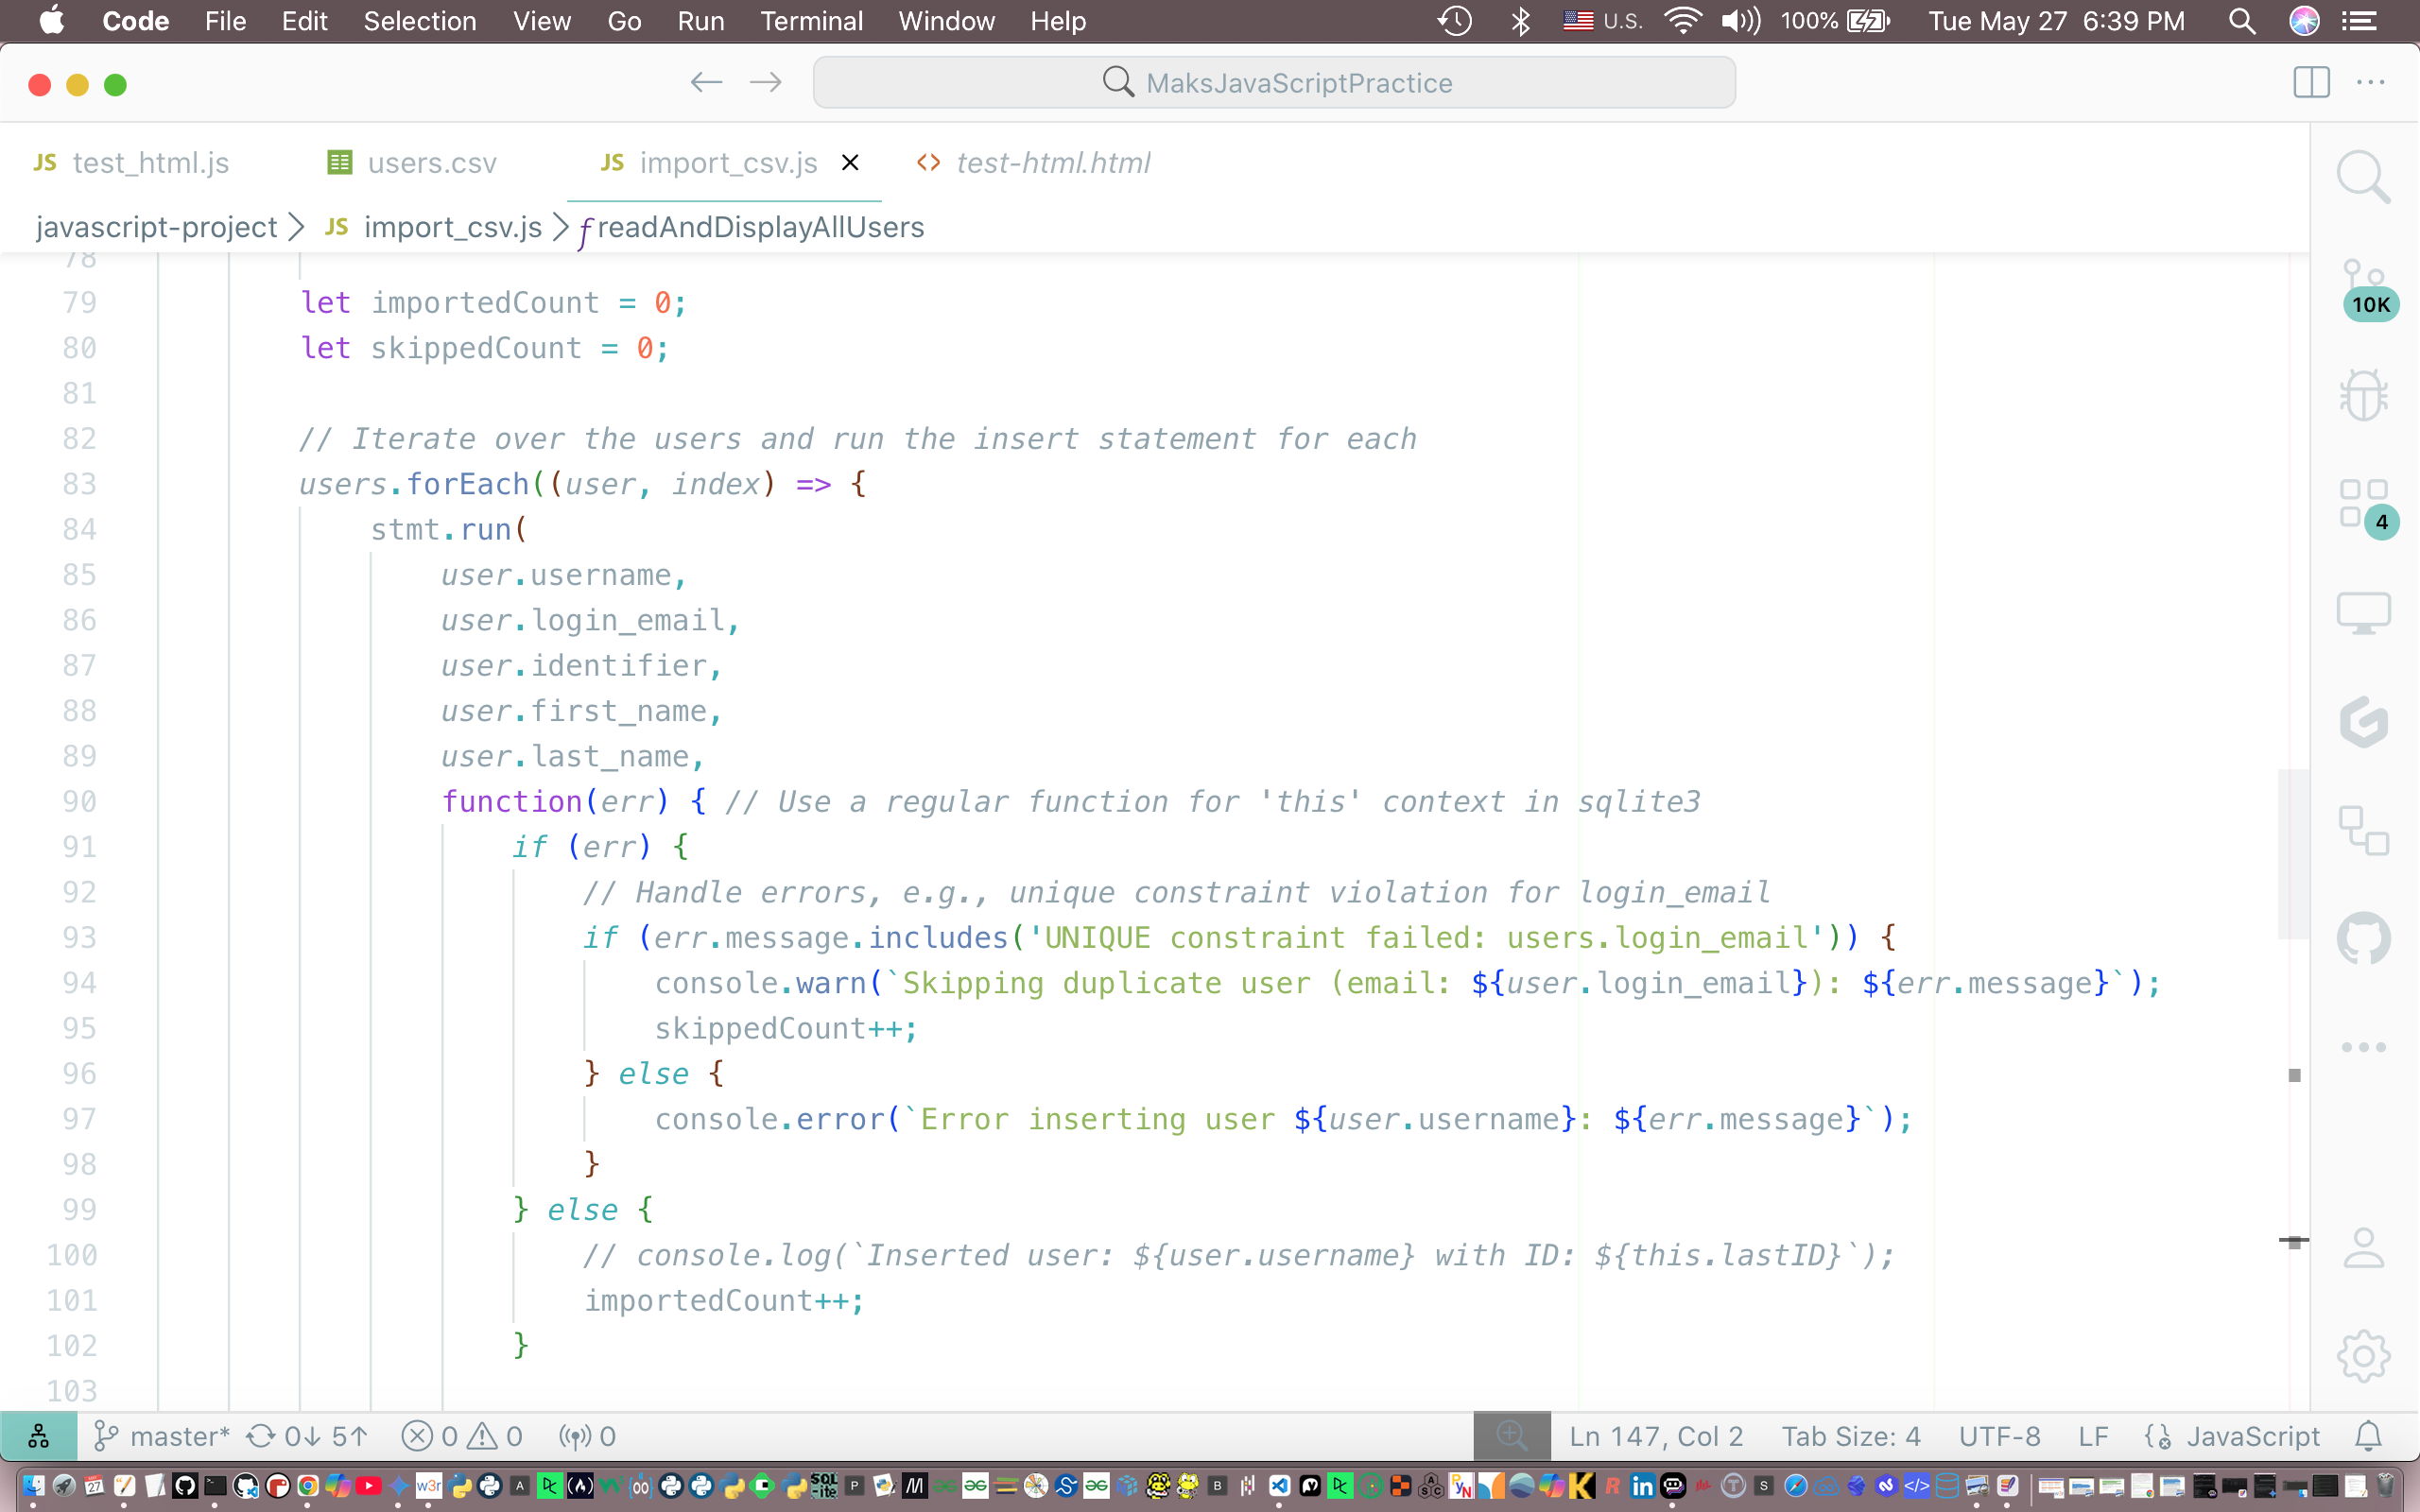 Code File Edit Selection View Go Run Terminal Window Help U.S. 100% Tue May 27 6:39 PM
MaksJavaScriptPractice
JS test_html.js users.csv JS import_csv.js test-html.html
javascript-project JS import_csv.js readAndDisplayAllUsers
78
79 let importedCount = 0;
80 let skippedCount = 0;
81
82 // Iterate over the users and run the insert statement for each
83 users.forEach((user, index) => {
84 stmt.run(
85 user.username,
86 user.login_email,
87 user.identifier,
88 user.first_name,
89 user.last_name,
90 function(err) { // Use a regular function for 'this' context in sqlite3
91 if (err) {
92 // Handle errors, e.g., unique constraint violation for login_email
93 if (err.message.includes('UNIQUE constraint failed: users.login_email')) {
94 console.warn(`Skipping duplicate user (email: ${user.login_email}): ${err.message}`);
95 skippedCount++;
96 } else {
97 console.error(`Error inserting user ${user.username}: ${err.message}`);
98 }
99 } else {
100 // console.log(`Inserted user: ${user.username} with ID: ${this.lastID}`);
101 importedCount++;
102 }
103
10K
4
master* 0↓ 5↑ 0 0 0 Ln 147, Col 2 Tab Size: 4 UTF-8 LF JavaScript